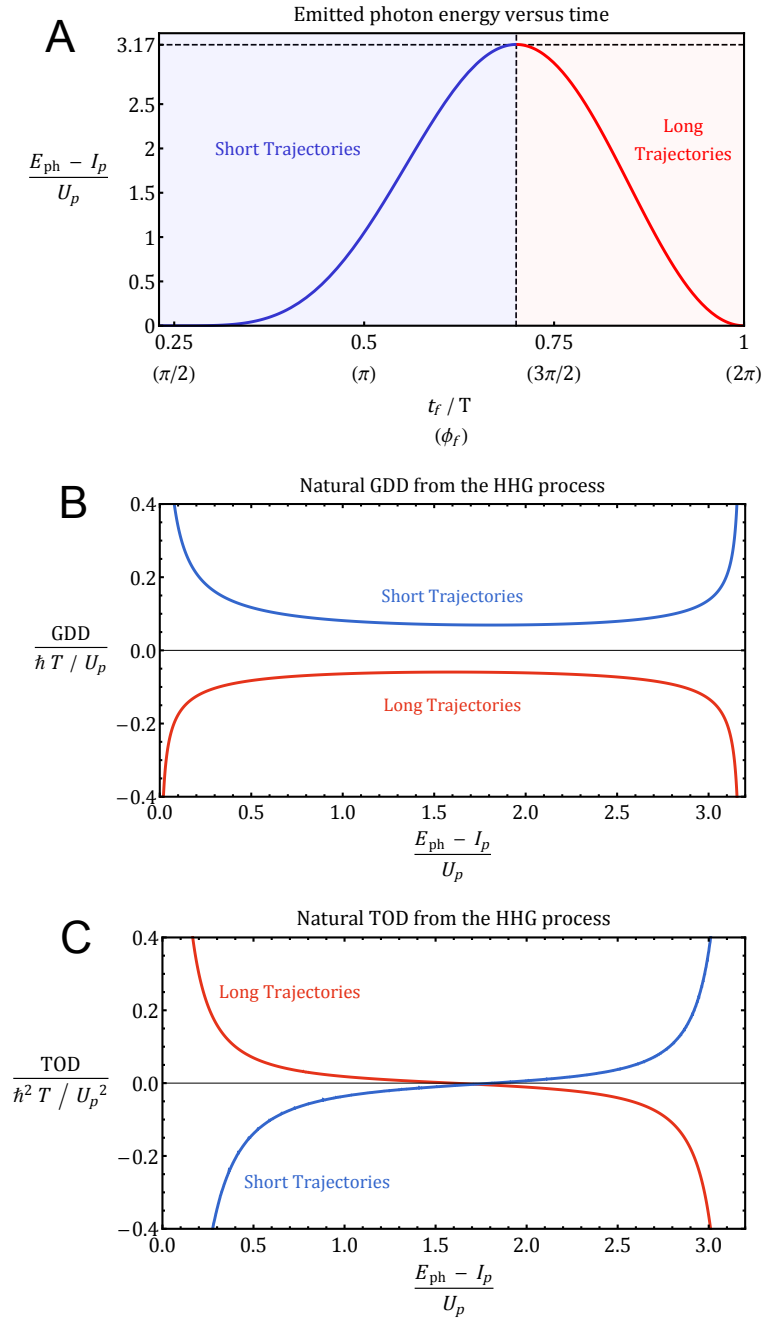 A
Emitted photon energy versus time
3.17
2
1.5
1
0.5
0
E_ph − I_p
U_p
Short Trajectories
Long
Trajectories
0.25 0.5 0.75 1
(π/2) (π) (3π/2) (2π)
t_f / T
(ϕ_f)
B
Natural GDD from the HHG process
0.4
0.2
0.0
−0.2
−0.4
GDD
ħ T / U_p
Short Trajectories
Long Trajectories
0.0 0.5 1.0 1.5 2.0 2.5 3.0
E_ph − I_p
U_p
C
Natural TOD from the HHG process
0.4
0.2
0.0
−0.2
−0.4
TOD
ħ² T / U_p²
Long Trajectories
Short Trajectories
0.0 0.5 1.0 1.5 2.0 2.5 3.0
E_ph − I_p
U_p